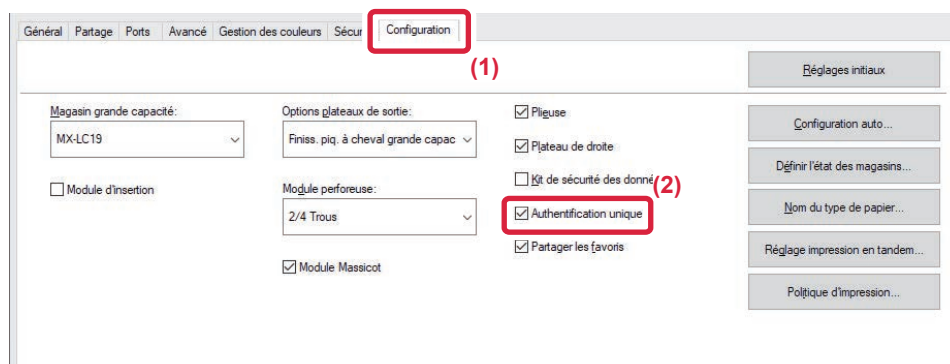 Général Partage Ports Avancé Gestion des couleurs Sécur Configuration
(1)
Réglages initiaux
Magasin grande capacité:
MX-LC19
Module d'insertion
Options plateaux de sortie:
Finiss. piq. à cheval grande capac
Module perforeuse:
2/4 Trous
Module Massicot
Plieuse
Plateau de droite
Kit de sécurité des donné
(2)
Authentification unique
Partager les favoris
Configuration auto...
Définir l'état des magasins...
Nom du type de papier...
Réglage impression en tandem...
Politique d'impression...